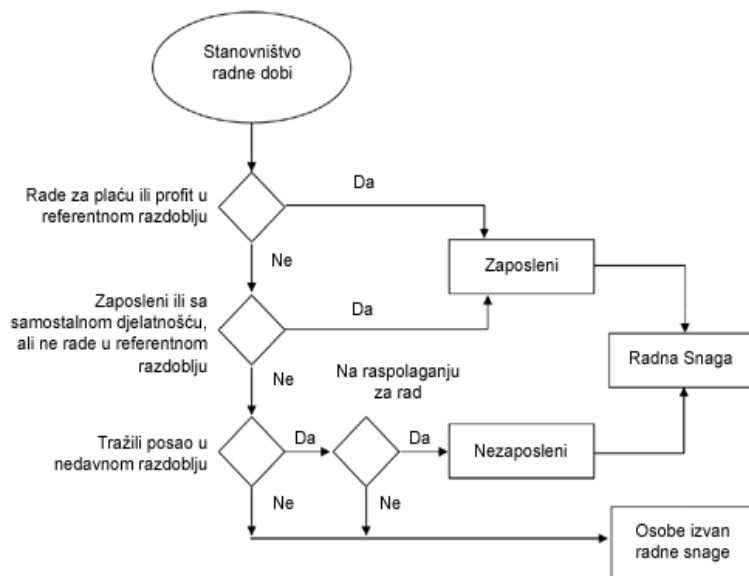 Stanovništvo
radne dobi
Rade za plaću ili profit u
referentnom razdoblju
Da
Ne
Zaposleni
Zaposleni ili sa
samostalnom djelatnošću,
ali ne rade u referentnom
razdoblju
Da
Ne
Radna Snaga
Na raspolaganju
za rad
Tražili posao u
nedavnom razdoblju
Da
Da
Nezaposleni
Ne
Ne
Osobe izvan
radne snage